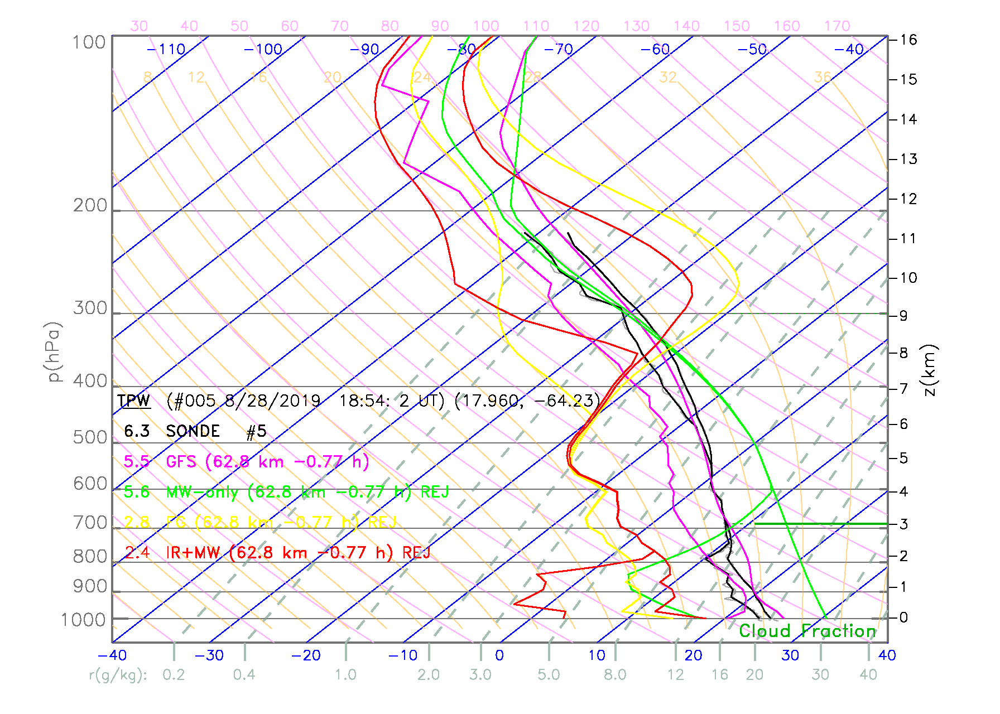 30 40 50 60 70 80 90 100 110 120 130 140 150 160 170
100 -110 -100 -90 -80 -70 -60 -50 -40 16
8 12 16 20 24 28 32 36 15
14
13
12
200
11
10
300 9
p(hPa)
8
z(km)
400 7
TPW (#005 8/28/2019 18:54: 2 UT) (17.960, -64.23)
6
6.3 SONDE #5
500
5.5 GFS (62.8 km -0.77 h) 5
600
5.6 MW-only (62.8 km -0.77 h) REJ 4
700
2.8 FG (62.8 km -0.77 h) REJ 3
2.4 IR+MW (62.8 km -0.77 h) REJ
800 2
900 1
1000 0
Cloud Fraction
-40 -30 -20 -10 0 10 20 30 40
r(g/kg): 0.2 0.4 1.0 2.0 3.0 5.0 8.0 12 16 20 30 40